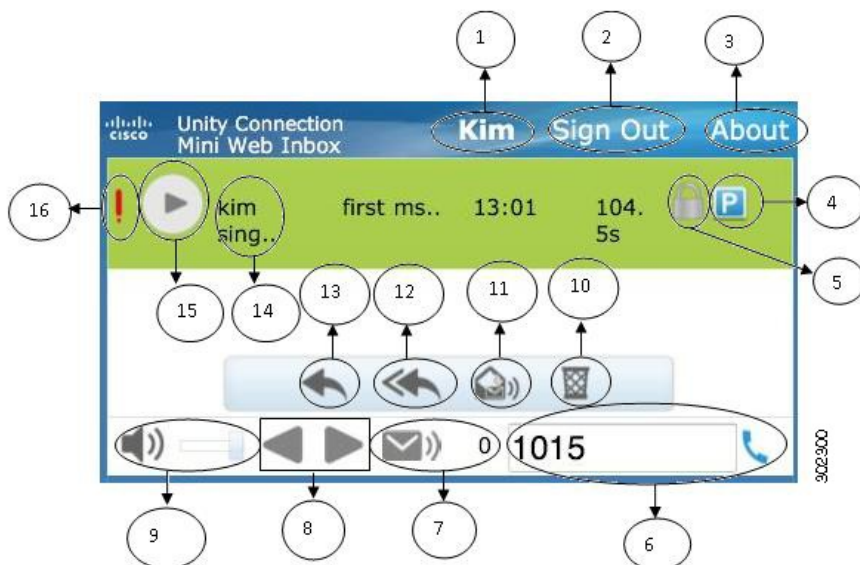 1
2
3
CISCO
Unity Connection
Mini Web Inbox
Kim
Sign Out
About
16
kim
sing..
first ms..
13:01
104.
5s
P
4
5
15
14
13
12
11
10
0
1015
302300
9
8
7
6